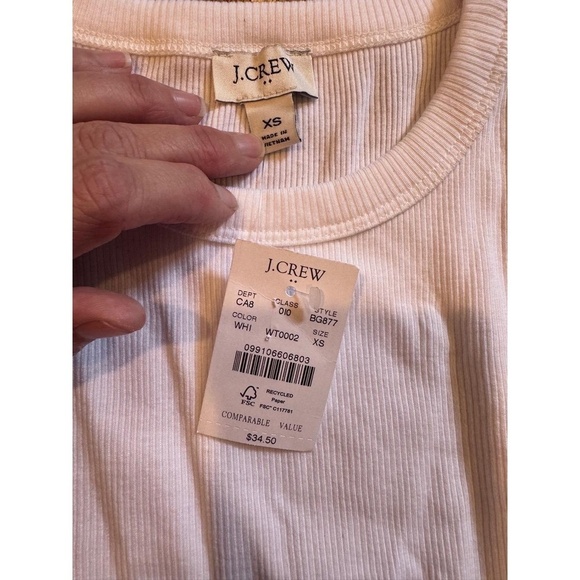 J.CREW
XS
MADE IN
VIETNAM
J.CREW
DEPT CLASS STYLE
CA8 010 BG877
COLOR SIZE
WHI WT0002 XS
099106606803
FSC
RECYCLED
Paper
FSC® C117781
COMPARABLE VALUE
$34.50